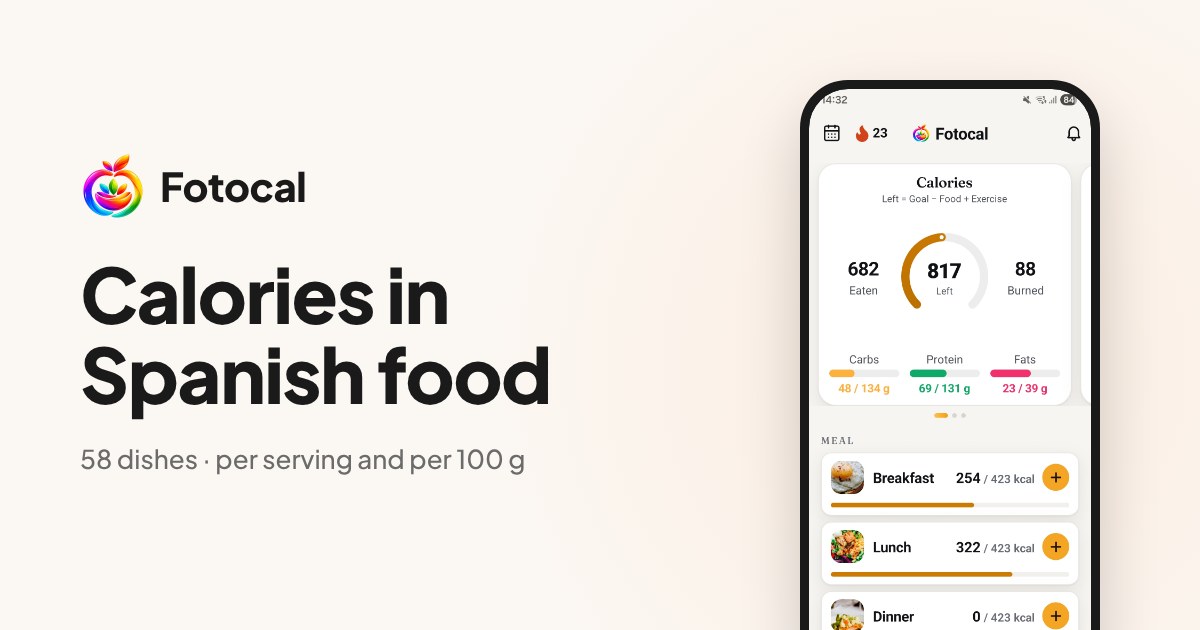 Fotocal
Calories in
Spanish food
58 dishes · per serving and per 100 g
14:32
84
23
Fotocal
Calories
Left = Goal − Food + Exercise
682
Eaten
817
Left
88
Burned
Carbs
Protein
Fats
48 / 134 g
69 / 131 g
23 / 39 g
MEAL
Breakfast
254 / 423 kcal
Lunch
322 / 423 kcal
Dinner
0 / 423 kcal